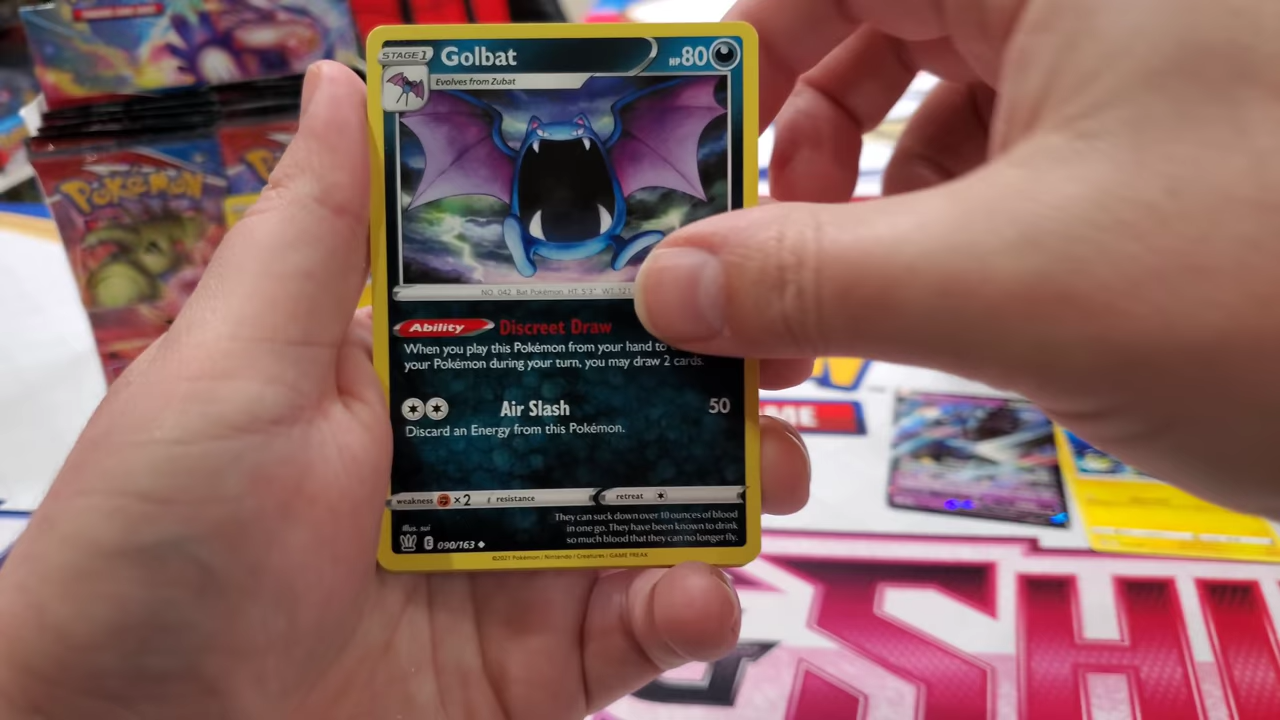 STAGE 1
Golbat
HP 80
Evolves from Zubat
NO. 042 Bat Pokémon HT: 5'3" WT: 121
Ability Discreet Draw
When you play this Pokémon from your hand to
your Pokémon during your turn, you may draw 2 cards.
Air Slash 50
Discard an Energy from this Pokémon.
weakness ×2 resistance retreat
They can suck down over 10 ounces of blood
in one go. They have been known to drink
so much blood that they can no longer fly.
Illus. sui
E 090/163
©2021 Pokémon / Nintendo / Creatures / GAME FREAK
POKéMON
SHI